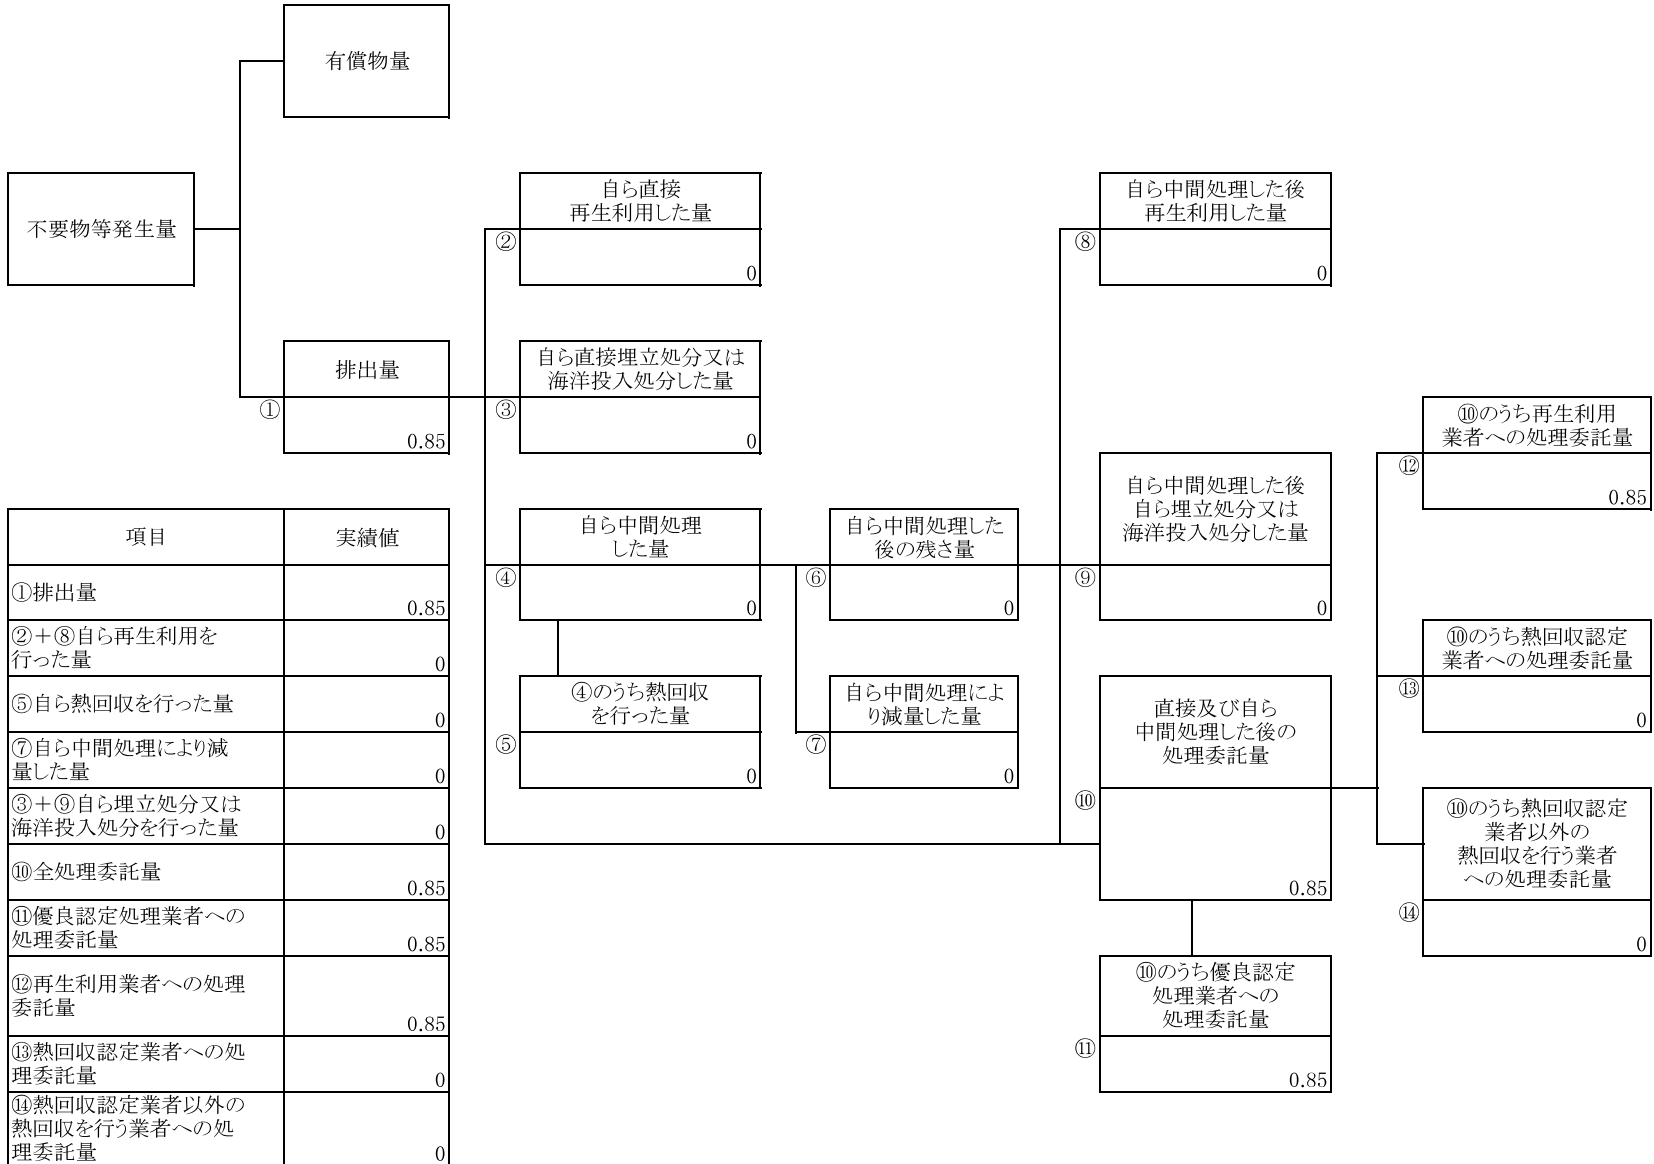 有償物量
不要物等発生量
排出量
①
0.85
自ら直接
再生利用した量
②
0
自ら直接埋立処分又は
海洋投入処分した量
③
0
自ら中間処理
した量
④
0
④のうち熱回収
を行った量
⑤
0
自ら中間処理した
後の残さ量
⑥
0
自ら中間処理によ
り減量した量
⑦
0
自ら中間処理した後
再生利用した量
⑧
0
自ら中間処理した後
自ら埋立処分又は
海洋投入処分した量
⑨
0
直接及び自ら
中間処理した後の
処理委託量
⑩
0.85
⑩のうち優良認定
処理業者への
処理委託量
⑪
0.85
⑩のうち再生利用
業者への処理委託量
⑫
0.85
⑩のうち熱回収認定
業者への処理委託量
⑬
0
⑩のうち熱回収認定
業者以外の
熱回収を行う業者
への処理委託量
⑭
0
項目 実績値
①排出量
0.85
②＋⑧自ら再生利用を
行った量
0
⑤自ら熱回収を行った量
0
⑦自ら中間処理により減
量した量
0
③＋⑨自ら埋立処分又は
海洋投入処分を行った量
0
⑩全処理委託量
0.85
⑪優良認定処理業者への
処理委託量
0.85
⑫再生利用業者への処理
委託量
0.85
⑬熱回収認定業者への処
理委託量
0
⑭熱回収認定業者以外の
熱回収を行う業者への処
理委託量
0